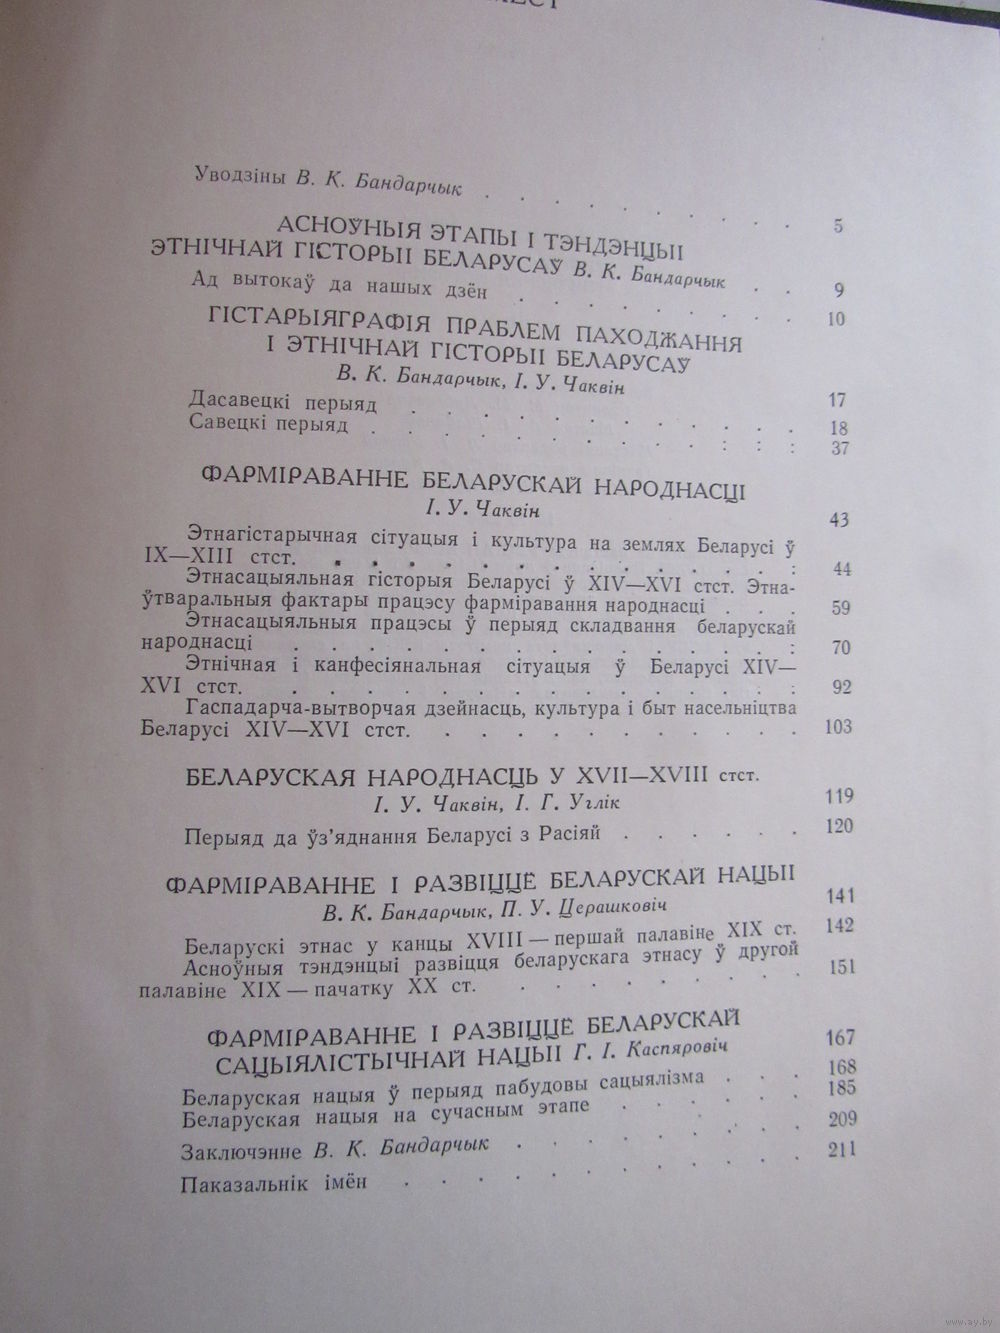 Уводзіны В. К. Бандарчык . . . . . . . . . 5
АСНОЎНЫЯ ЭТАПЫ І ТЭНДЭНЦЫІ
ЭТНІЧНАЙ ГІСТОРЫІ БЕЛАРУСАЎ В. К. Бандарчык . . 9
Ад вытокаў да нашых дзён . . . . . . . . . 10
ГІСТАРЫЯГРАФІЯ ПРАБЛЕМ ПАХОДЖАННЯ
І ЭТНІЧНАЙ ГІСТОРЫІ БЕЛАРУСАЎ
В. К. Бандарчык, І. У. Чаквін 17
Дасавецкі перыяд . . . . . . . . . . . 18
Савецкі перыяд . . . . . . . . . . . . 37
ФАРМІРАВАННЕ БЕЛАРУСКАЙ НАРОДНАСЦІ
І. У. Чаквін 43
Этнагістарычная сітуацыя і культура на землях Беларусі ў
IX—XIII стст. . . . . . . . . . . . . . 44
Этнасацыяльная гісторыя Беларусі ў XIV—XVI стст. Этна-
ўтваральныя фактары працэсу фарміравання народнасці . . . 59
Этнасацыяльныя працэсы ў перыяд складвання беларускай
народнасці . . . . . . . . . . . . . . 70
Этнічная і канфесіянальная сітуацыя ў Беларусі XIV—
XVI стст. . . . . . . . . . . . . . . 92
Гаспадарча-вытворчая дзейнасць, культура і быт насельніцтва
Беларусі XIV—XVI стст. . . . . . . . . . . 103
БЕЛАРУСКАЯ НАРОДНАСЦЬ У XVII—XVIII стст.
І. У. Чаквін, І. Г. Углік 119
Перыяд да ўз’яднання Беларусі з Расіяй . . . . . . 120
ФАРМІРАВАННЕ І РАЗВІЦЦЁ БЕЛАРУСКАЙ НАЦЫІ
В. К. Бандарчык, П. У. Церашковіч 141
Беларускі этнас у канцы XVIII — першай палавіне XIX ст. 142
Асноўныя тэндэнцыі развіцця беларускага этнасу ў другой
палавіне XIX — пачатку XX ст. . . . . . . . . 151
ФАРМІРАВАННЕ І РАЗВІЦЦЁ БЕЛАРУСКАЙ
САЦЫЯЛІСТЫЧНАЙ НАЦЫІ Г. І. Каспяровіч 167
Беларуская нацыя ў перыяд пабудовы сацыялізма . . . 168
Беларуская нацыя на сучасным этапе . . . . . . 185
Заключэнне В. К. Бандарчык . . . . . . . . 209
Паказальнік імён . . . . . . . . . . . 211
www.ay.by